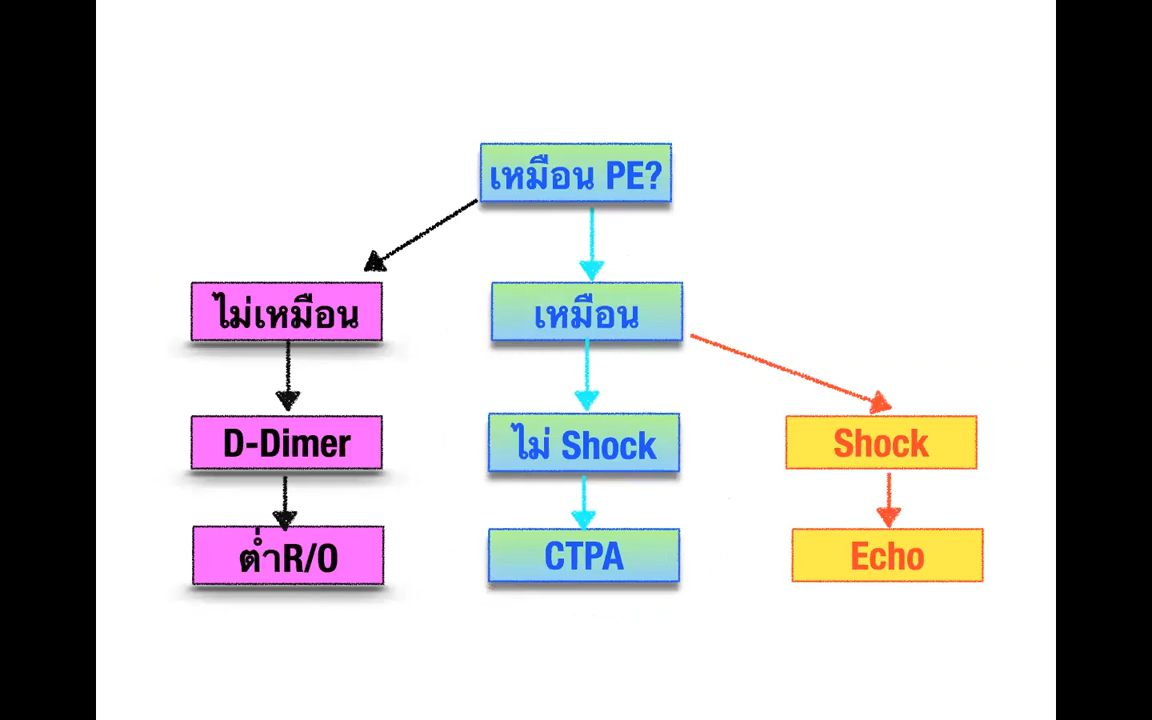 เหมือน PE?
ไม่เหมือน
เหมือน
D-Dimer
ไม่ Shock
Shock
ต่ำR/O
CTPA
Echo